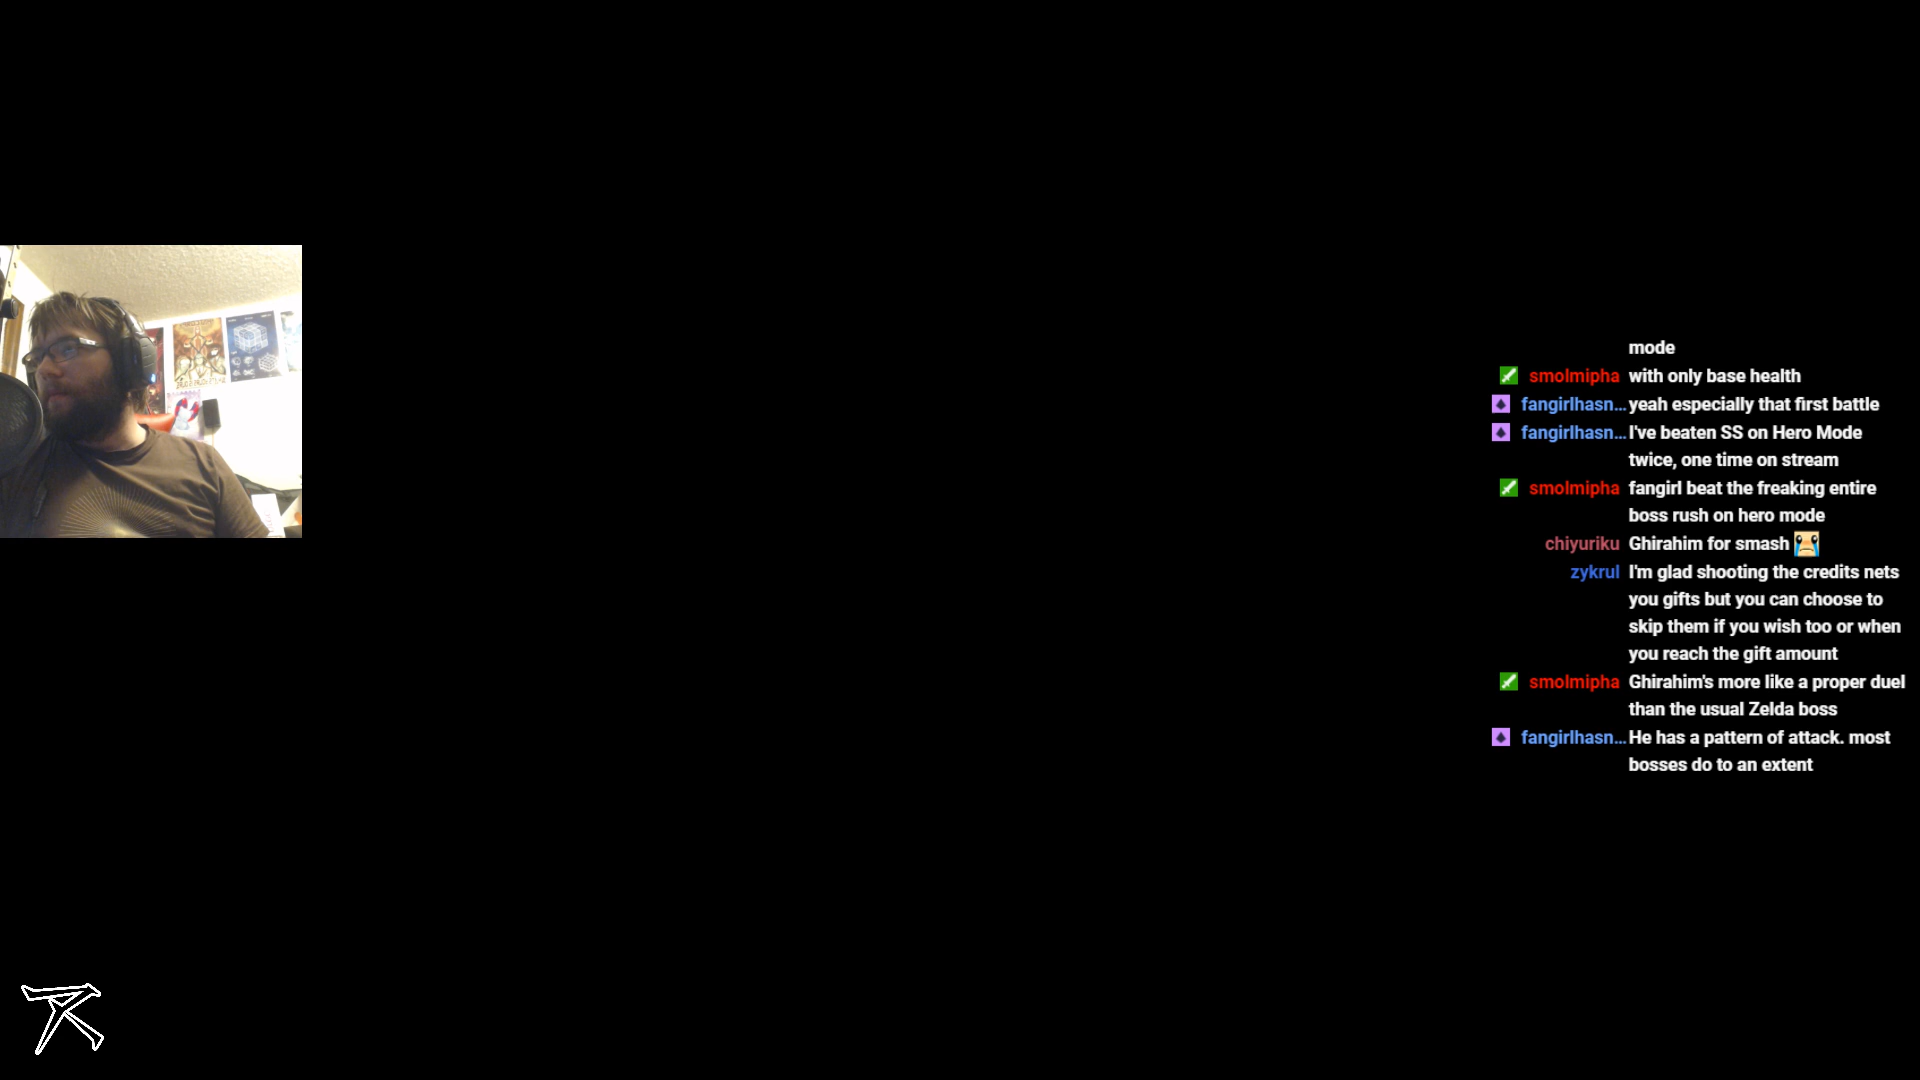 mode
smolmipha with only base health
fangirlhasn... yeah especially that first battle
fangirlhasn... I've beaten SS on Hero Mode
twice, one time on stream
smolmipha fangirl beat the freaking entire
boss rush on hero mode
chiyuriku Ghirahim for smash
zykrul I'm glad shooting the credits nets
you gifts but you can choose to
skip them if you wish too or when
you reach the gift amount
smolmipha Ghirahim's more like a proper duel
than the usual Zelda boss
fangirlhasn... He has a pattern of attack. most
bosses do to an extent